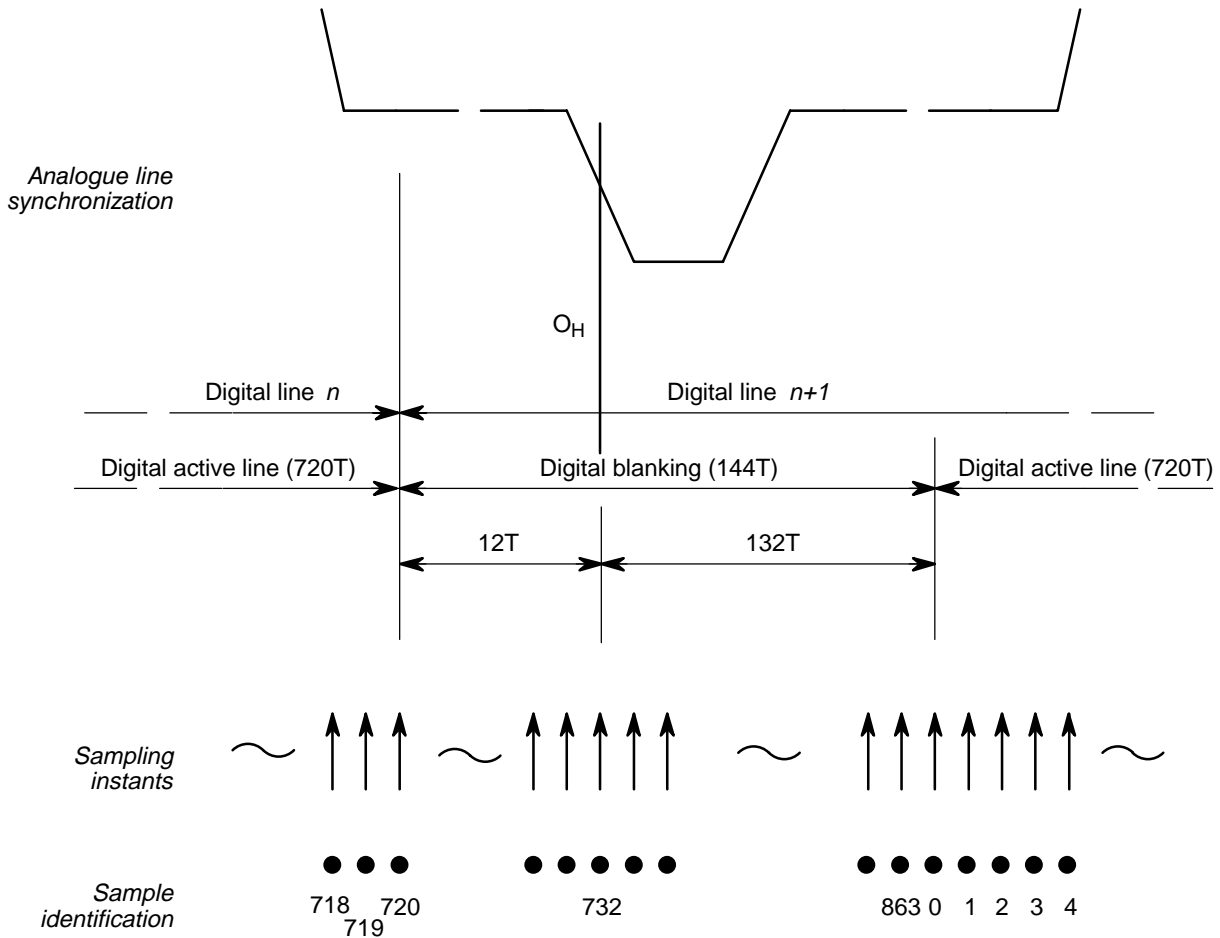 Analogue line
synchronization
O_H
Digital line n
Digital line n+1
Digital active line (720T)
Digital blanking (144T)
Digital active line (720T)
12T
132T
Sampling
instants
Sample
identification
718
719
720
732
863
0
1
2
3
4